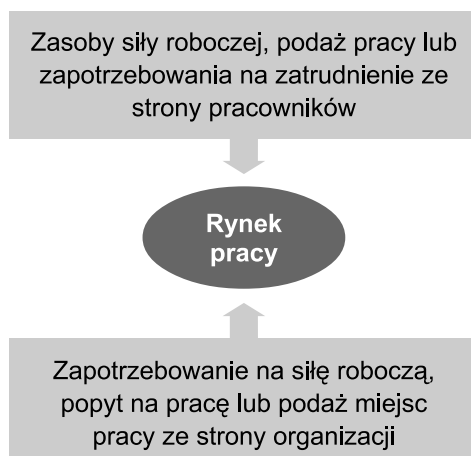 Zasoby siły roboczej, podaż pracy lub
zapotrzebowania na zatrudnienie ze
strony pracowników
Rynek
pracy
Zapotrzebowanie na siłę roboczą,
popyt na pracę lub podaż miejsc
pracy ze strony organizacji